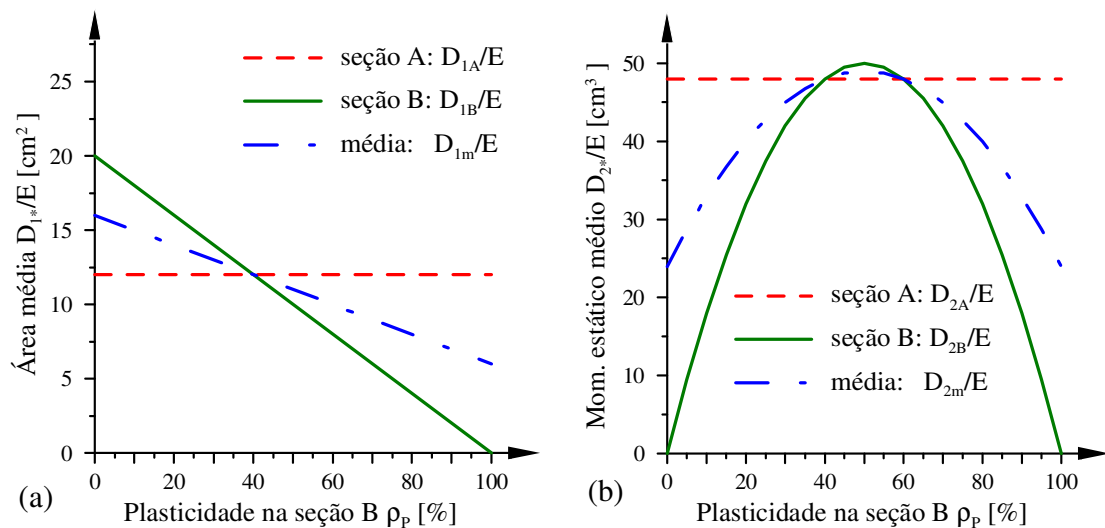 25
20
15
10
5
0
Área média D1*/E [cm²]
seção A: D1A/E
seção B: D1B/E
média: D1m/E
0 20 40 60 80 100
Plasticidade na seção B ρP [%]
(a)
50
40
30
20
10
0
Mom. estático médio D2*/E [cm³]
seção A: D2A/E
seção B: D2B/E
média: D2m/E
0 20 40 60 80 100
Plasticidade na seção B ρP [%]
(b)